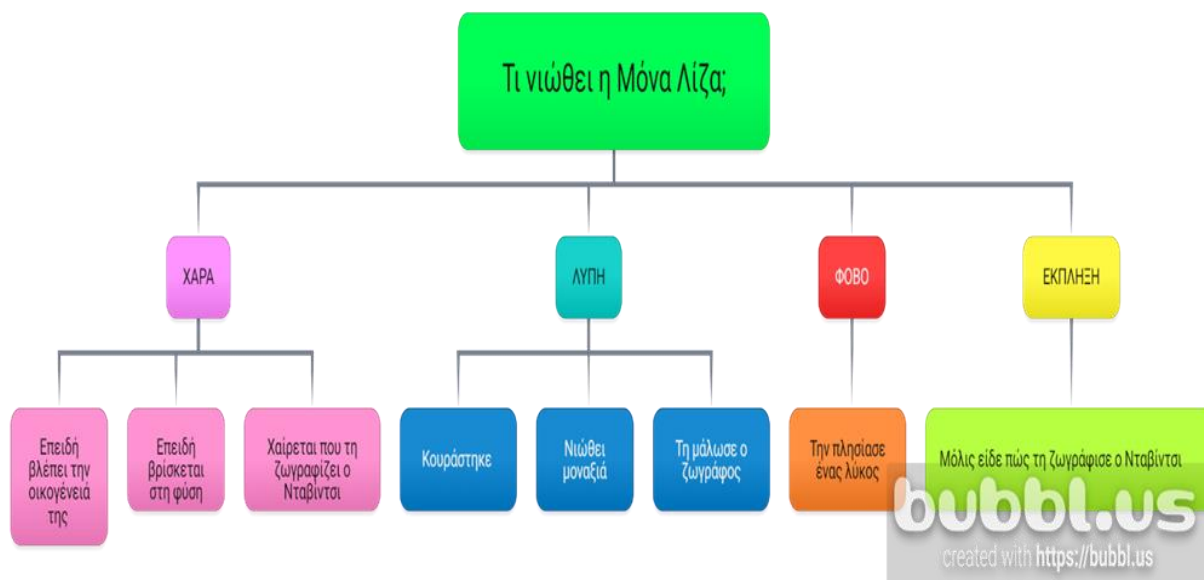 Τι νιώθει η Μόνα Λίζα;
ΧΑΡΑ
ΛΥΠΗ
ΦΟΒΟ
ΕΚΠΛΗΞΗ
Επειδή
βλέπει την
οικογένειά
της
Επειδή
βρίσκεται
στη φύση
Χαίρεται που τη
ζωγραφίζει ο
Νταβίντσι
Κουράστηκε
Νιώθει
μοναξιά
Τη μάλωσε ο
ζωγράφος
Την πλησίασε
ένας λύκος
Μόλις είδε πώς τη ζωγράφισε ο Νταβίντσι
bubbl.us
created with https://bubbl.us